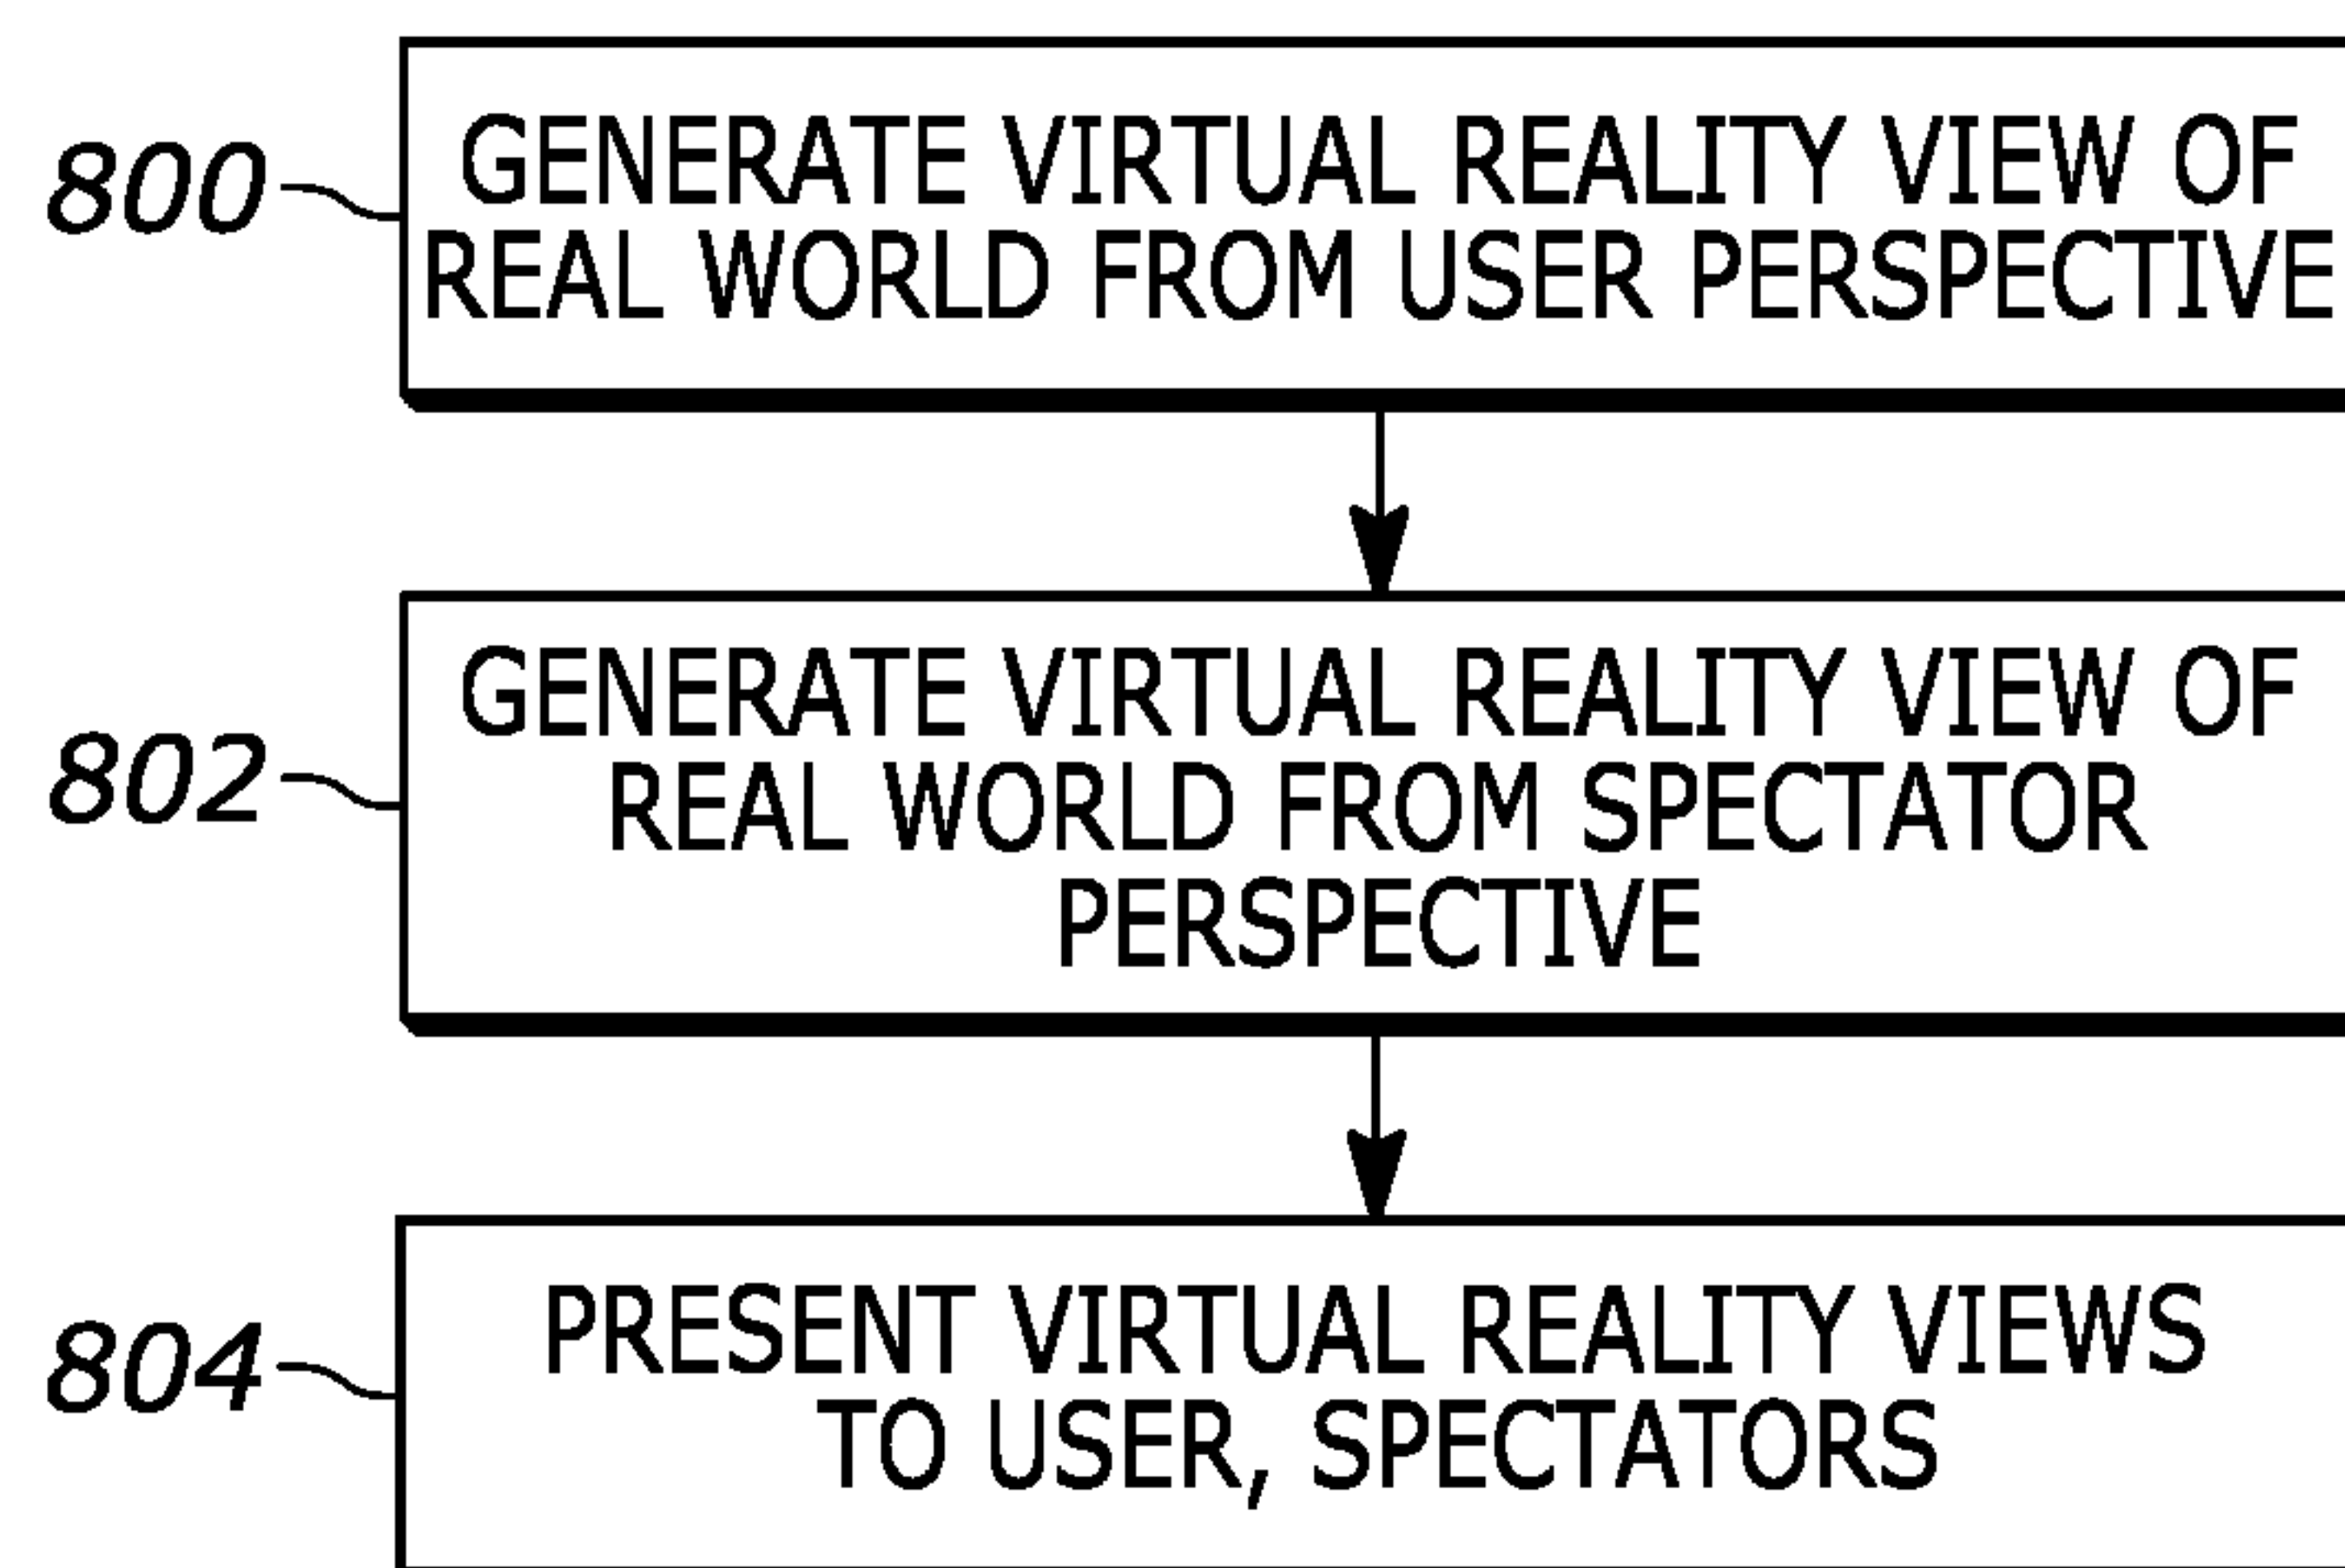 800
GENERATE VIRTUAL REALITY VIEW OF
REAL WORLD FROM USER PERSPECTIVE
802
GENERATE VIRTUAL REALITY VIEW OF
REAL WORLD FROM SPECTATOR
PERSPECTIVE
804
PRESENT VIRTUAL REALITY VIEWS
TO USER, SPECTATORS